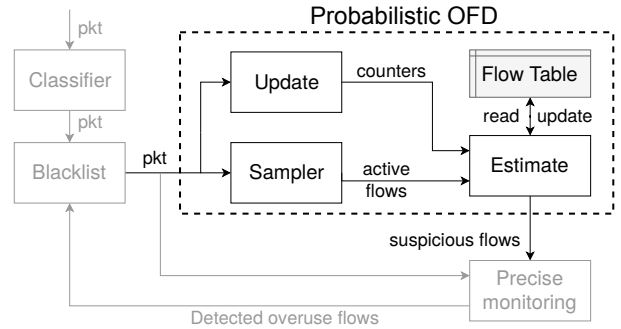 Probabilistic OFD
pkt
Classifier
pkt
Blacklist
pkt
Update
counters
Flow Table
read
update
Sampler
active
flows
Estimate
suspicious flows
Precise
monitoring
Detected overuse flows